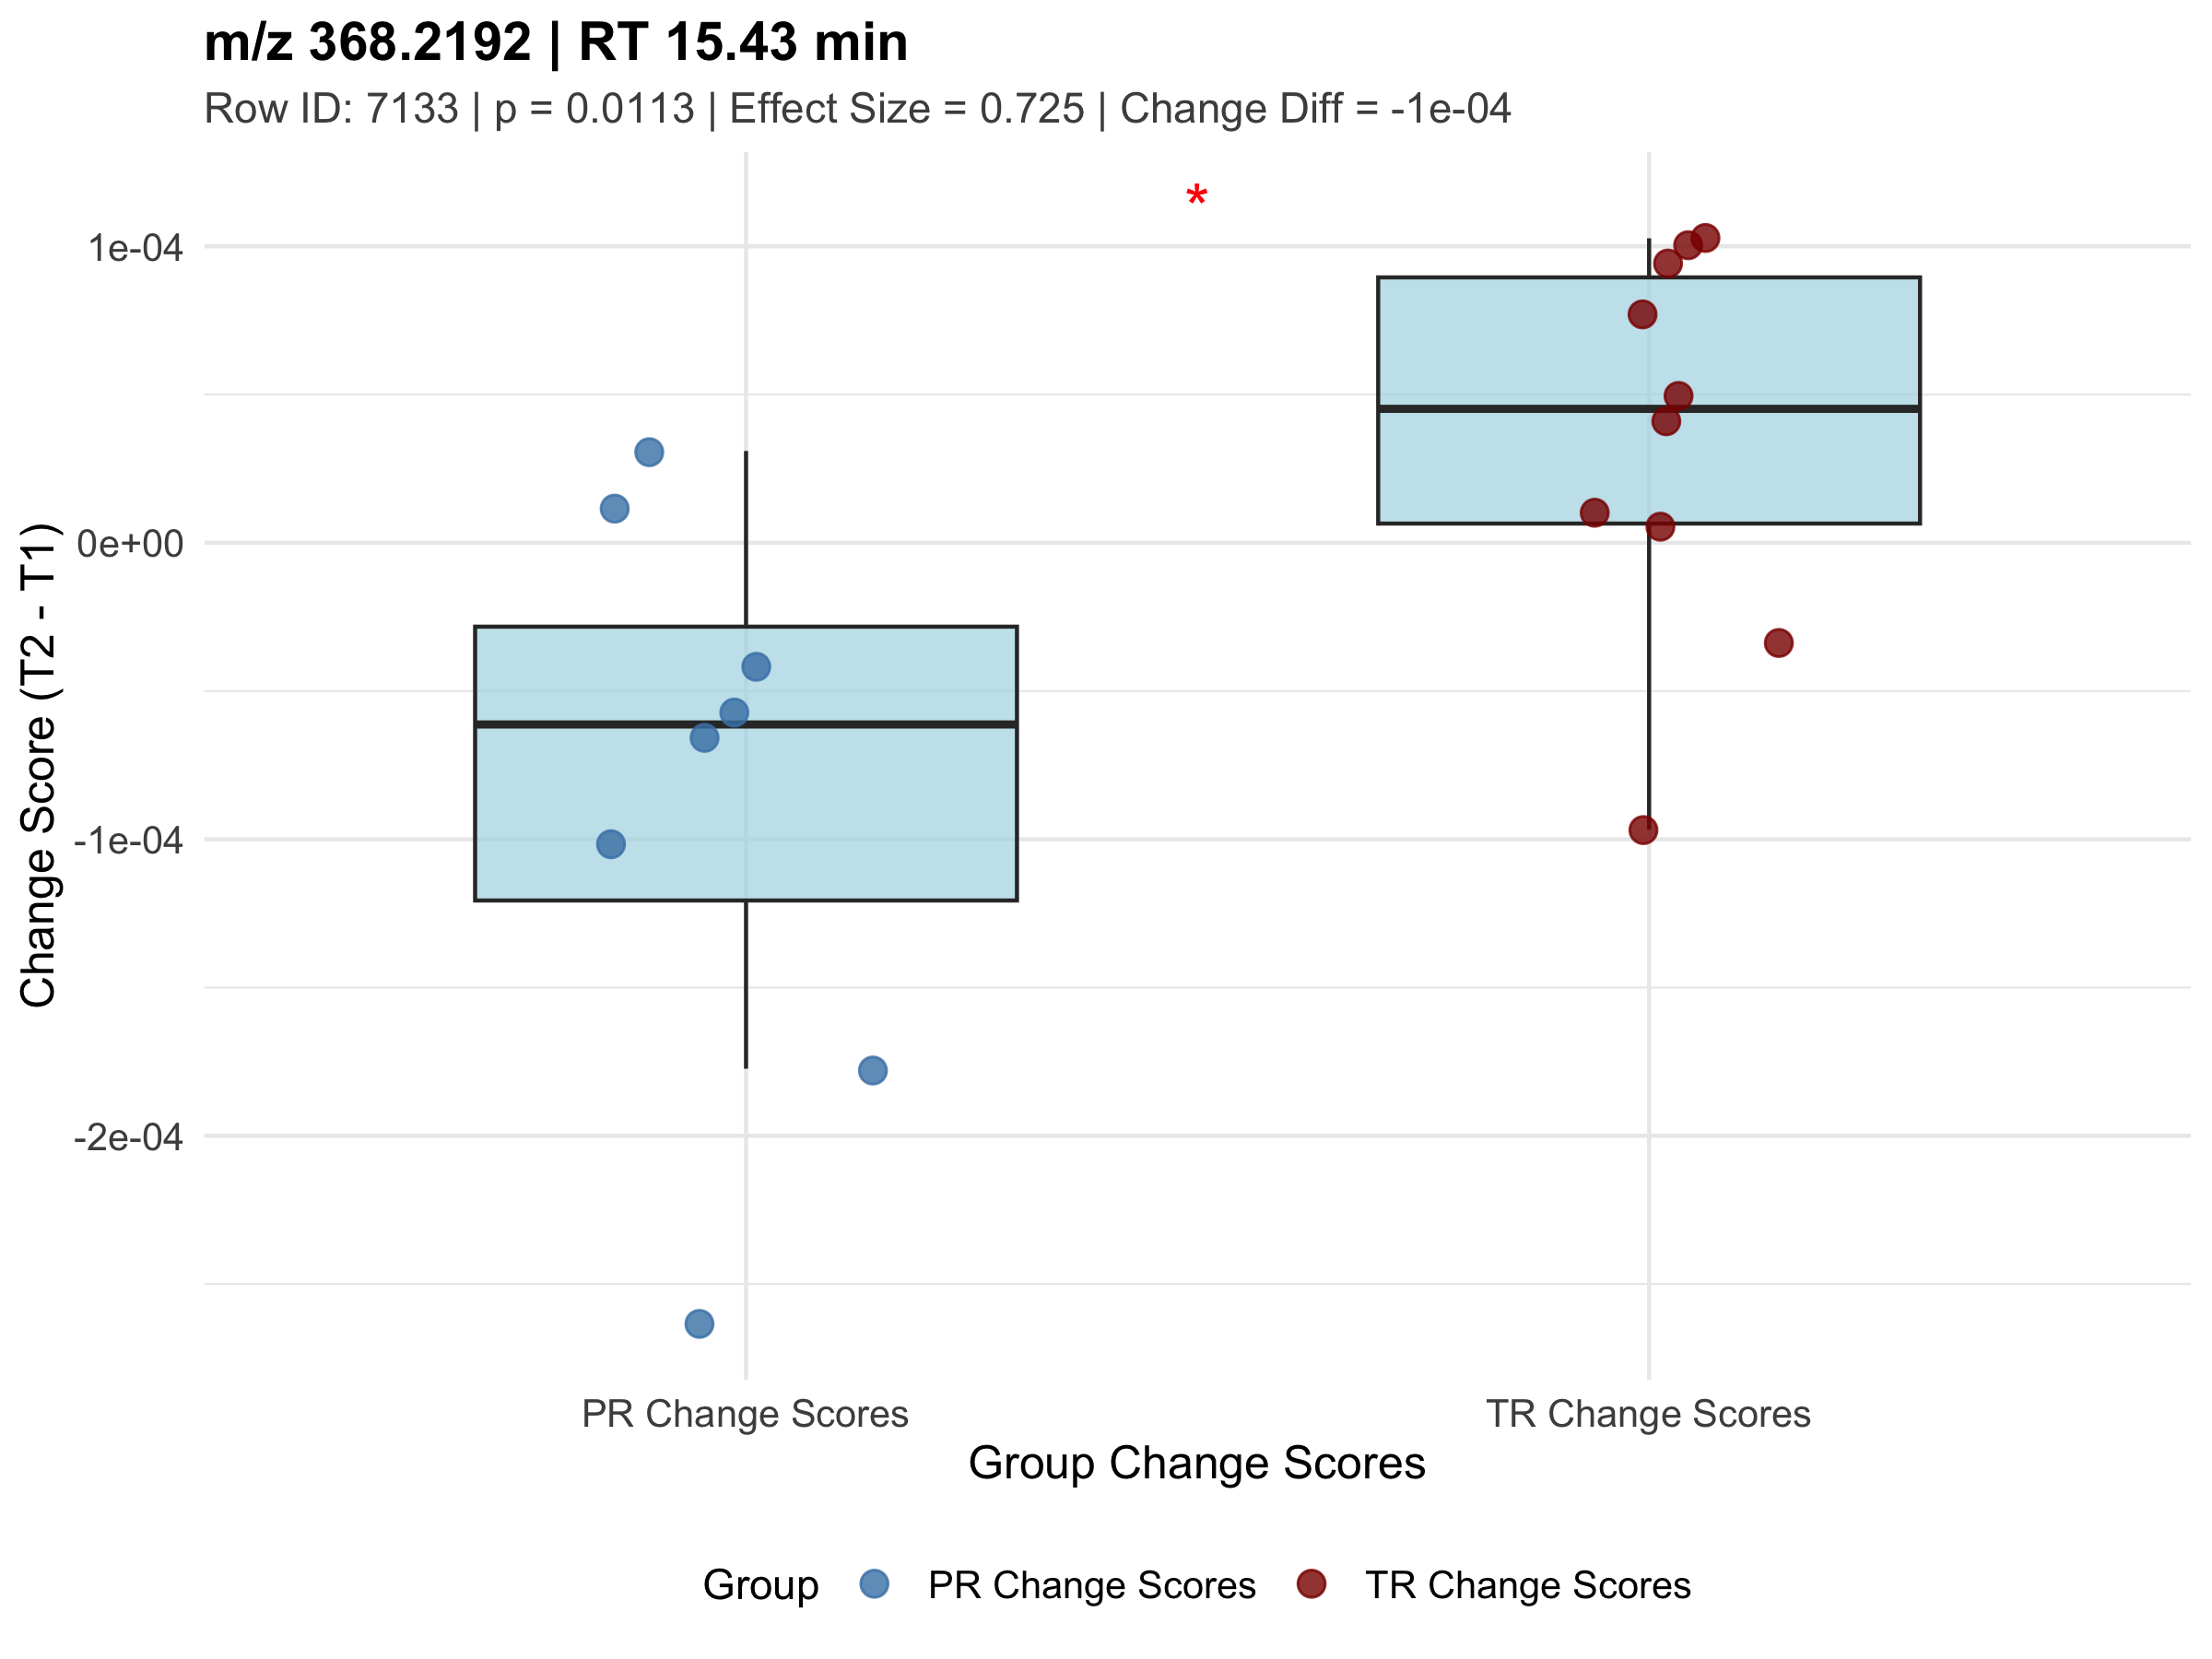 m/z 368.2192 | RT 15.43 min
Row ID: 7133 | p = 0.0113 | Effect Size = 0.725 | Change Diff = -1e-04
*
1e-04
0e+00
-1e-04
-2e-04
Change Score (T2 - T1)
PR Change Scores
TR Change Scores
Group Change Scores
Group PR Change Scores TR Change Scores